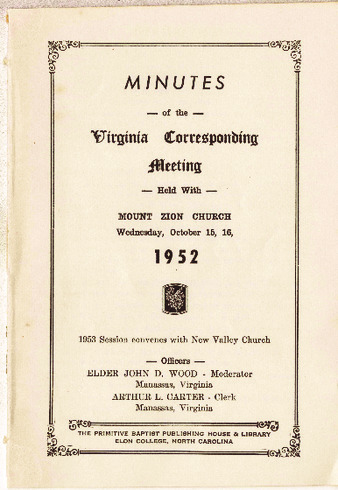 MINUTES
— of the —
Virginia Corresponding
Meeting
— Held With —
MOUNT ZION CHURCH
Wednesday, October 15, 16,
1952
1953 Session convenes with New Valley Church
— Officers —
ELDER JOHN D. WOOD - Moderator
Manassas, Virginia
ARTHUR L. CARTER - Clerk
Manassas, Virginia
THE PRIMITIVE BAPTIST PUBLISHING HOUSE & LIBRARY
ELON COLLEGE, NORTH CAROLINA